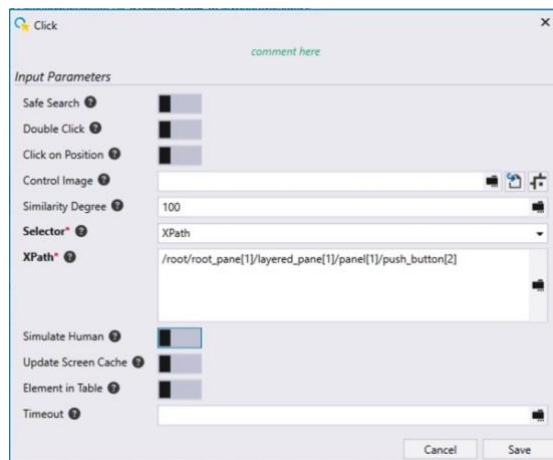 Click
comment here
Input Parameters
Safe Search
Double Click
Click on Position
Control Image
Similarity Degree 100
Selector* XPath
XPath* /root/root_pane[1]/layered_pane[1]/panel[1]/push_button[2]
Simulate Human
Update Screen Cache
Element in Table
Timeout
Cancel Save